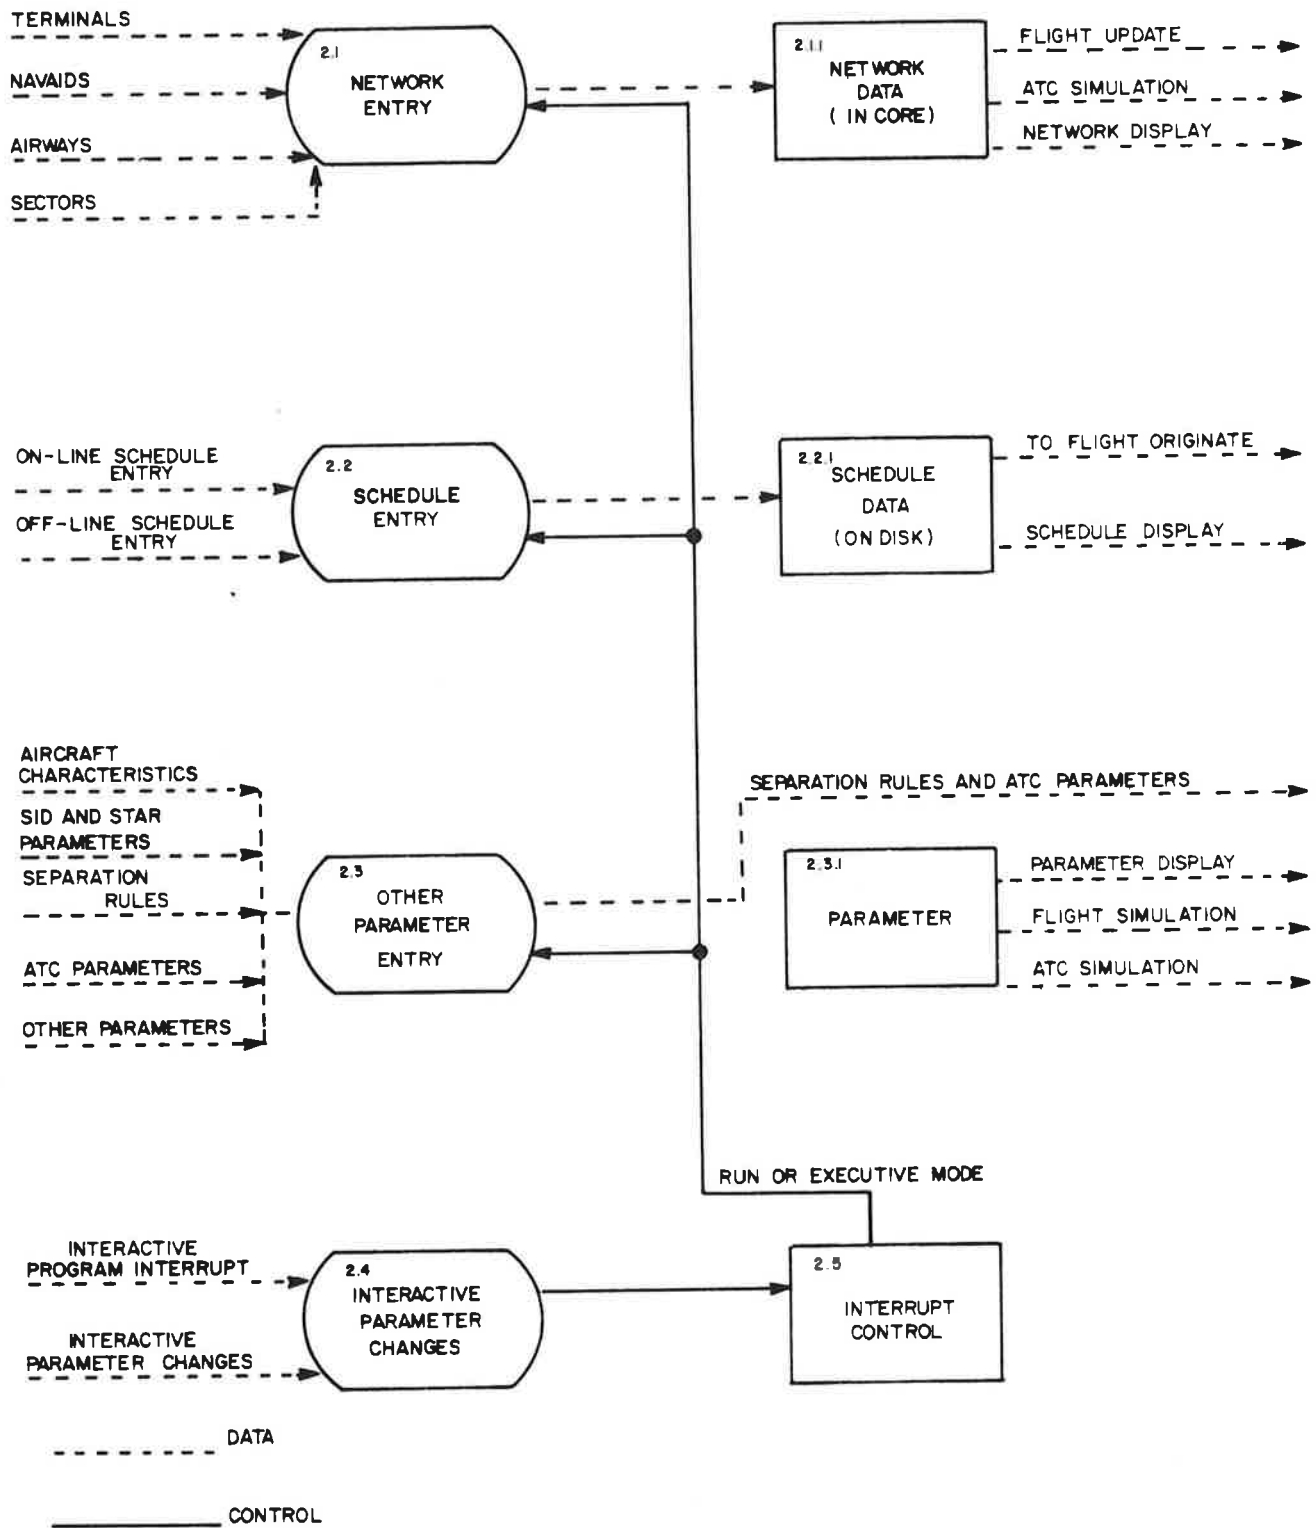 TERMINALS
NAVAIDS
AIRWAYS
SECTORS
2.1
NETWORK
ENTRY
2.1.1
NETWORK
DATA
( IN CORE)
FLIGHT UPDATE
ATC SIMULATION
NETWORK DISPLAY
ON-LINE SCHEDULE
ENTRY
OFF-LINE SCHEDULE
ENTRY
2.2
SCHEDULE
ENTRY
2.2.1
SCHEDULE
DATA
(ON DISK)
TO FLIGHT ORIGINATE
SCHEDULE DISPLAY
AIRCRAFT
CHARACTERISTICS
SID AND STAR
PARAMETERS
SEPARATION
RULES
ATC PARAMETERS
OTHER PARAMETERS
2.3
OTHER
PARAMETER
ENTRY
SEPARATION RULES AND ATC PARAMETERS
2.3.1
PARAMETER
PARAMETER DISPLAY
FLIGHT SIMULATION
ATC SIMULATION
RUN OR EXECUTIVE MODE
INTERACTIVE
PROGRAM INTERRUPT
INTERACTIVE
PARAMETER CHANGES
2.4
INTERACTIVE
PARAMETER
CHANGES
2.5
INTERRUPT
CONTROL
DATA
CONTROL